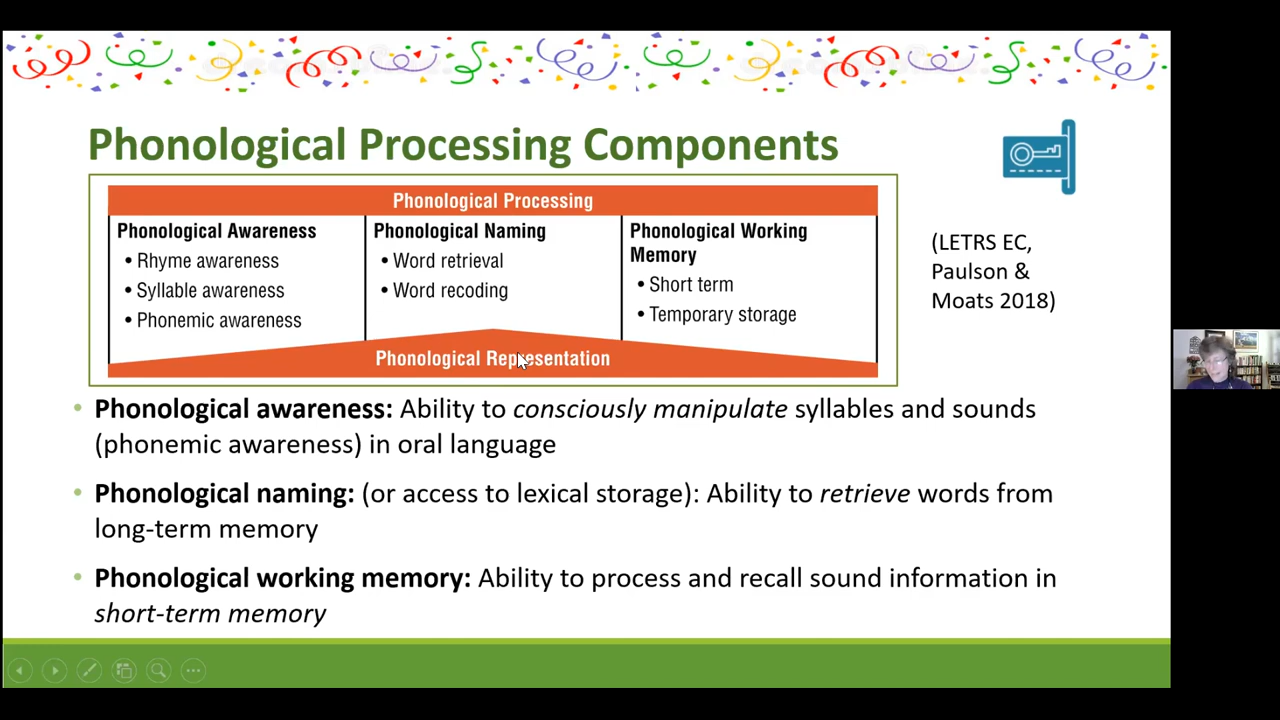 Phonological Processing Components
Phonological Processing
Phonological Awareness
• Rhyme awareness
• Syllable awareness
• Phonemic awareness
Phonological Naming
• Word retrieval
• Word recoding
Phonological Working
Memory
• Short term
• Temporary storage
Phonological Representation
(LETRS EC,
Paulson &
Moats 2018)
• Phonological awareness: Ability to consciously manipulate syllables and sounds
(phonemic awareness) in oral language
• Phonological naming: (or access to lexical storage): Ability to retrieve words from
long-term memory
• Phonological working memory: Ability to process and recall sound information in
short-term memory